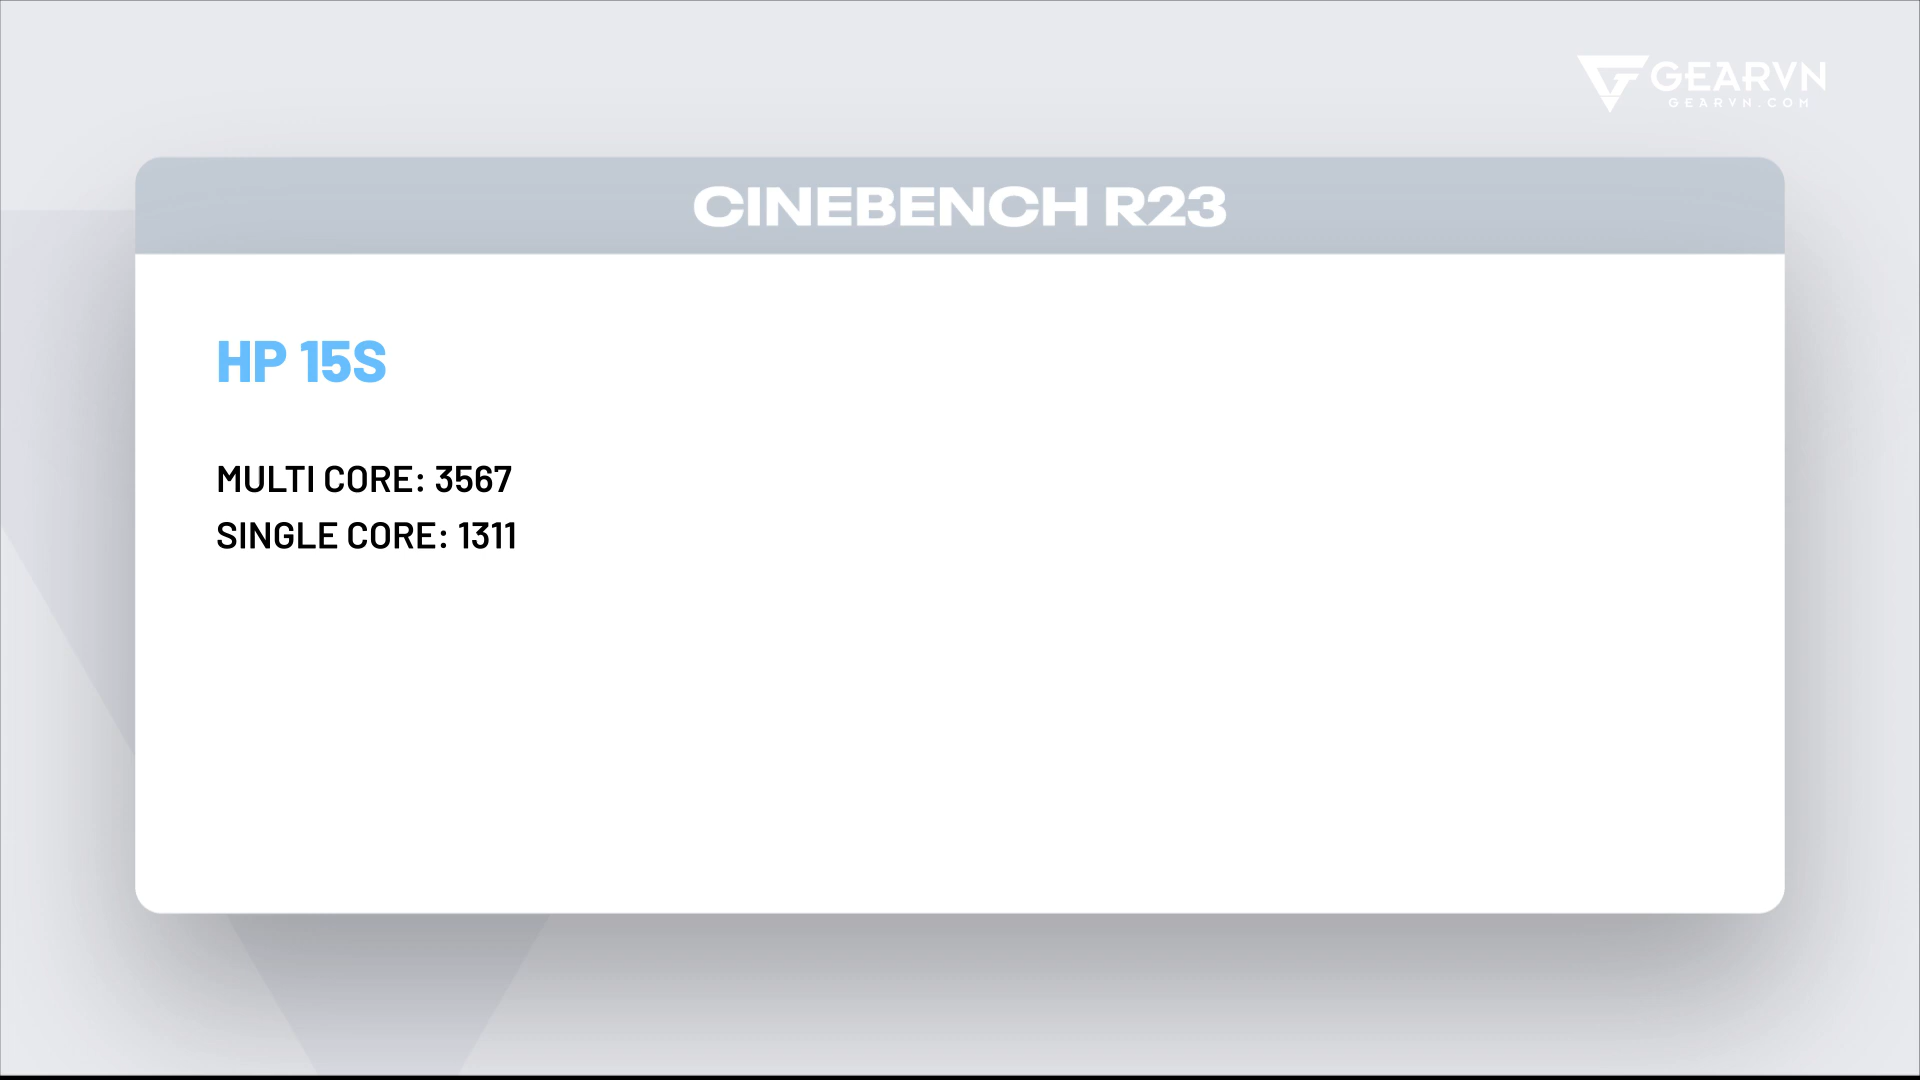 GEARVN
GEARVN.COM
CINEBENCH R23
HP 15S
MULTI CORE: 3567
SINGLE CORE: 1311